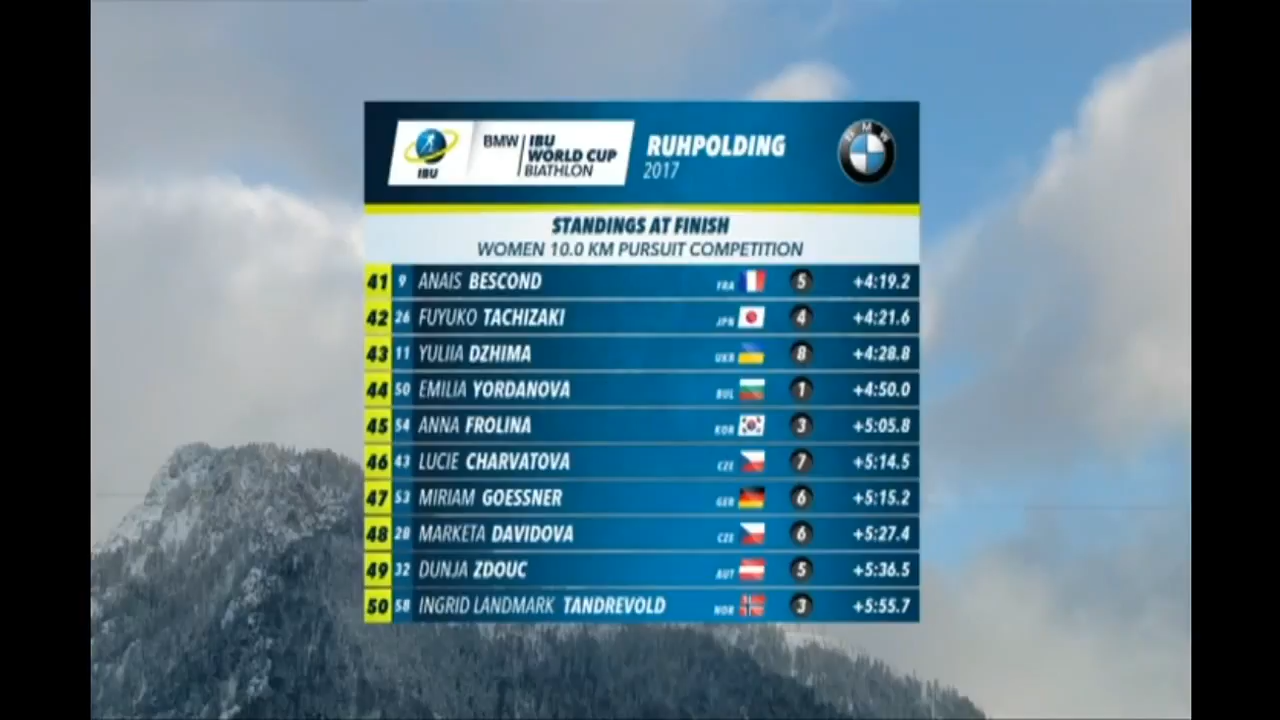 IBU
BMW IBU
WORLD CUP
BIATHLON
RUHPOLDING
2017
BMW
STANDINGS AT FINISH
WOMEN 10.0 KM PURSUIT COMPETITION
41 9 ANAIS BESCOND FRA 5 +4:19.2
42 26 FUYUKO TACHIZAKI JPN 4 +4:21.6
43 11 YULIIA DZHIMA UKR 8 +4:28.8
44 50 EMILIA YORDANOVA BUL 1 +4:50.0
45 54 ANNA FROLINA KOR 3 +5:05.8
46 43 LUCIE CHARVATOVA CZE 7 +5:14.5
47 53 MIRIAM GOESSNER GER 6 +5:15.2
48 28 MARKETA DAVIDOVA CZE 6 +5:27.4
49 32 DUNJA ZDOUC AUT 5 +5:36.5
50 58 INGRID LANDMARK TANDREVOLD NOR 3 +5:55.7